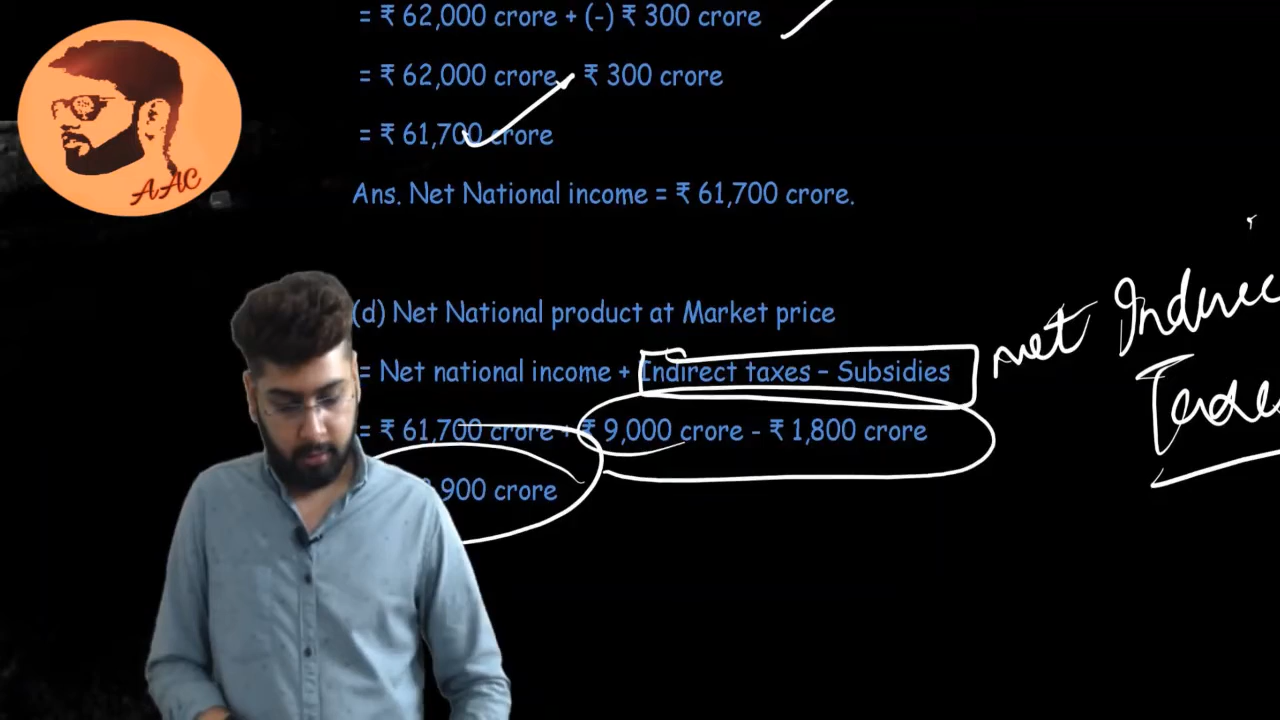 = ₹ 62,000 crore + (-) ₹ 300 crore
= ₹ 62,000 crore - ₹ 300 crore
= ₹ 61,700 crore
Ans. Net National income = ₹ 61,700 crore.
AAC
(d) Net National product at Market price
= Net national income + Indirect taxes – Subsidies
net Indirec
= ₹ 61,700 crore + ₹ 9,000 crore - ₹ 1,800 crore
Taxe
,900 crore